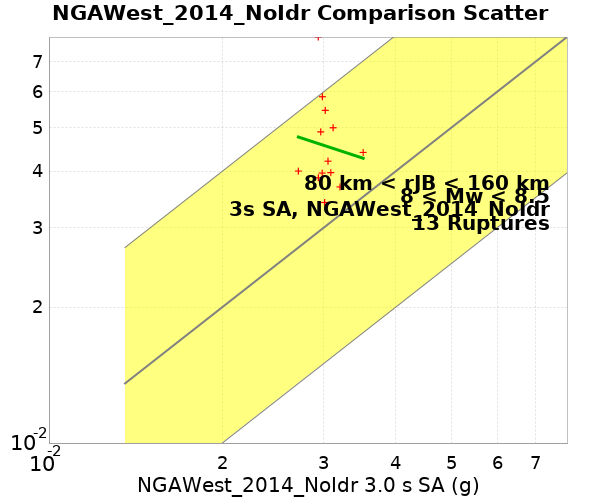 NGAWest_2014_NoIdr Comparison Scatter
7
6
5
4
80 km < rJB < 160 km
8 < Mw < 8.5
3s SA, NGAWest_2014_NoIdr
13 Ruptures
3
2
10-2
10-2
2 3 4 5 6 7
NGAWest_2014_NoIdr 3.0 s SA (g)